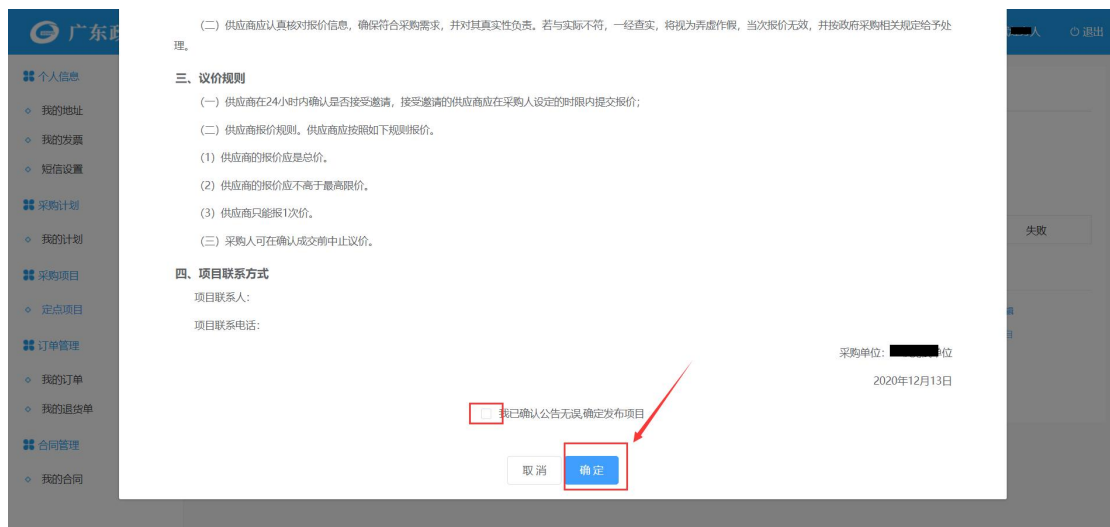 广东政
人
退出
个人信息
我的地址
我的发票
短信设置
采购计划
我的计划
采购项目
定点项目
订单管理
我的订单
我的退货单
合同管理
我的合同
(二) 供应商应认真核对报价信息，确保符合采购需求，并对其真实性负责。若与实际不符，一经查实，将视为弄虚作假，当次报价无效，并按政府采购相关规定给予处
理。
三、议价规则
(一) 供应商在24小时内确认是否接受邀请，接受邀请的供应商应在采购人设定的时限内提交报价；
(二) 供应商报价规则。供应商应按照如下规则报价。
(1) 供应商的报价应是总价。
(2) 供应商的报价应不高于最高限价。
(3) 供应商只能报1次价。
(三) 采购人可在确认成交前中止议价。
四、项目联系方式
项目联系人：
项目联系电话：
采购单位： 单位
2020年12月13日
我已确认公告无误,确定发布项目
取消 确定
失败